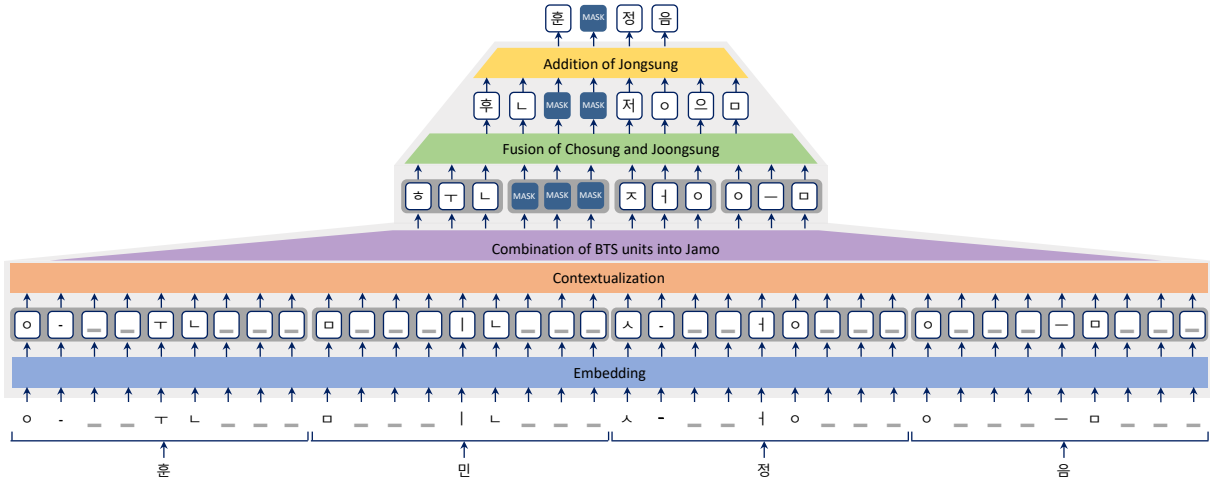 훈 MASK 정 음
Addition of Jongsung
후 ㄴ MASK MASK 저 ㅇ 으 ㅁ
Fusion of Chosung and Joongsung
ㅎ ㅜ ㄴ MASK MASK MASK ㅈ ㅓ ㅇ ㅇ ㅡ ㅁ
Combination of BTS units into Jamo
Contextualization
ㅇ - _ _ ㅜ ㄴ _ _ _ ㅁ _ _ _ ㅣ ㄴ _ _ _ ㅅ - _ _ ㅓ ㅇ _ _ _ ㅇ _ _ _ ㅡ ㅁ _ _ _
Embedding
ㅇ - _ _ ㅜ ㄴ _ _ _ ㅁ _ _ _ ㅣ ㄴ _ _ _ ㅅ - _ _ ㅓ ㅇ _ _ _ ㅇ _ _ _ ㅡ ㅁ _ _ _
훈 민 정 음